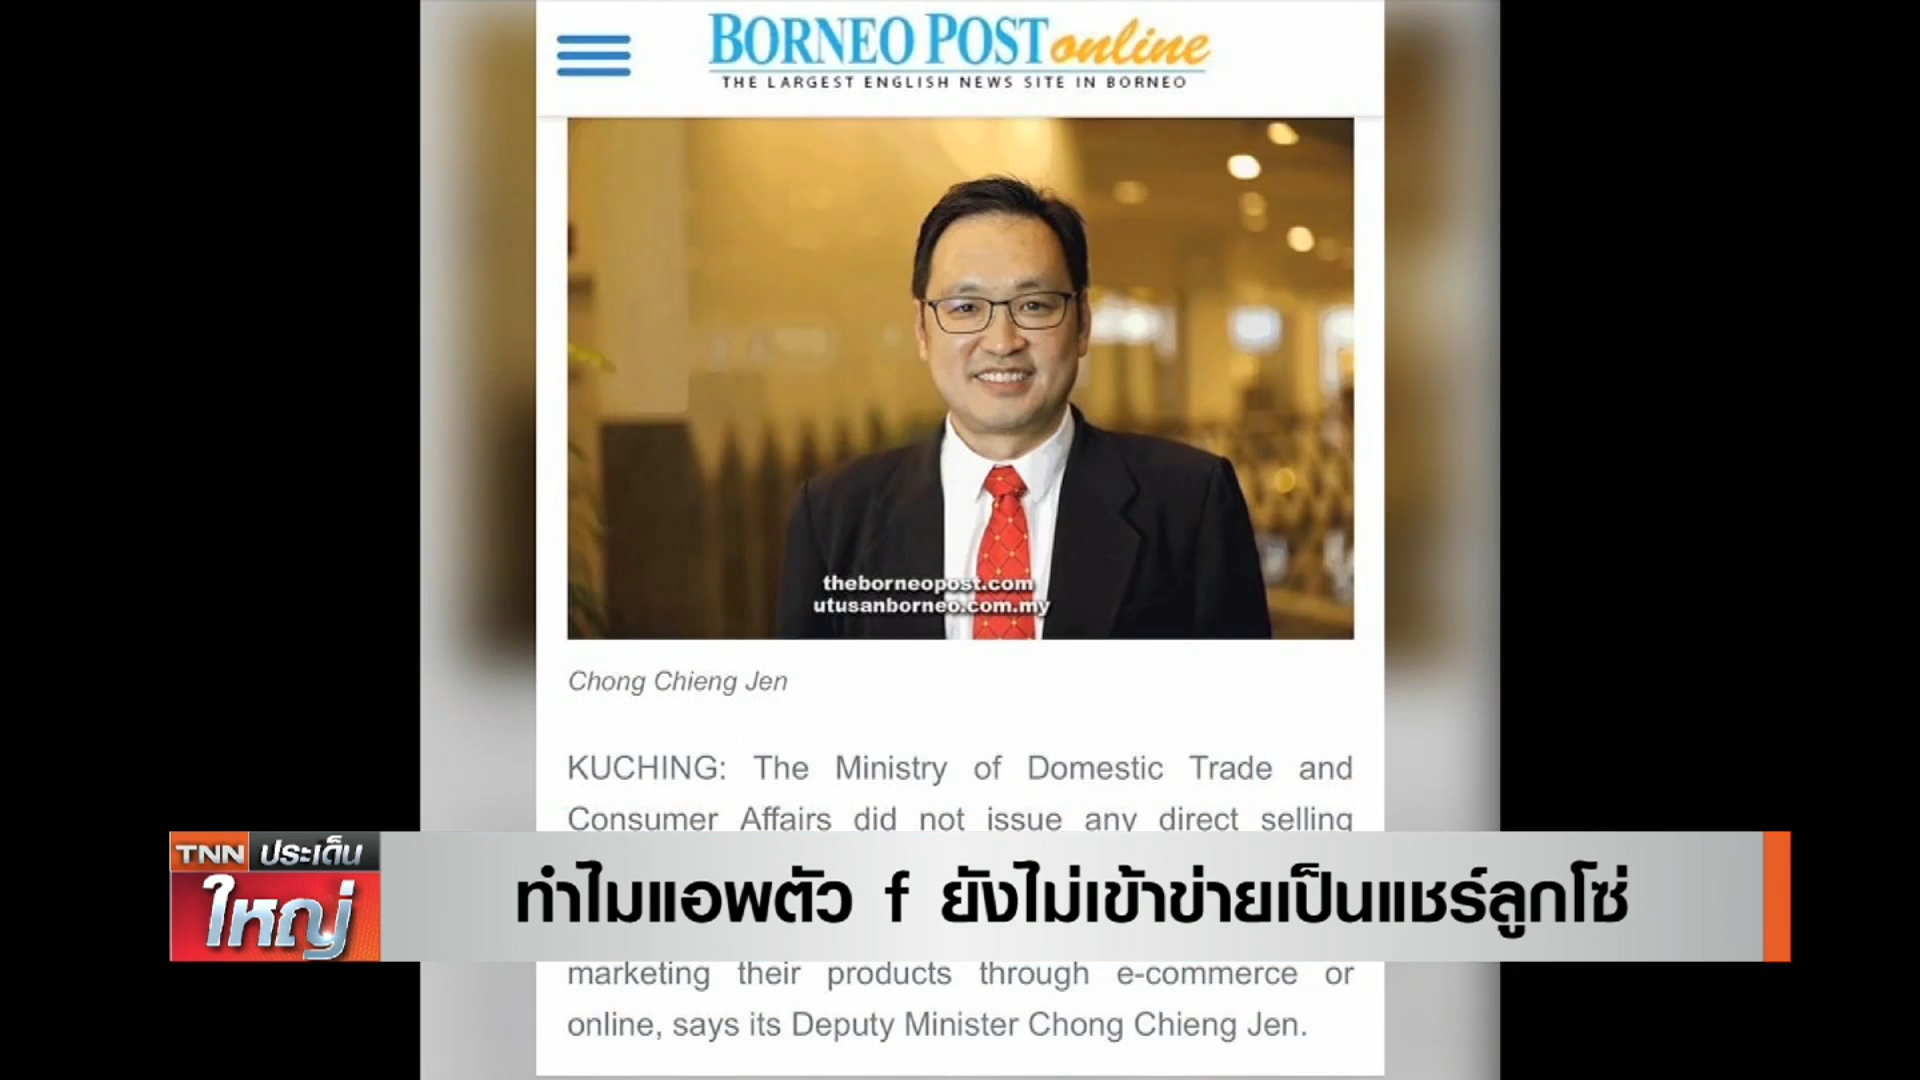 BORNEO POST online
THE LARGEST ENGLISH NEWS SITE IN BORNEO
theborneopost.com
utusanborneo.com.my
Chong Chieng Jen
KUCHING: The Ministry of Domestic Trade and
Consumer Affairs did not issue any direct selling
TNN ประเด็น
ใหญ่
ทำไมแอพตัว f ยังไม่เข้าข่ายเป็นแชร์ลูกโซ่
marketing their products through e-commerce or
online, says its Deputy Minister Chong Chieng Jen.